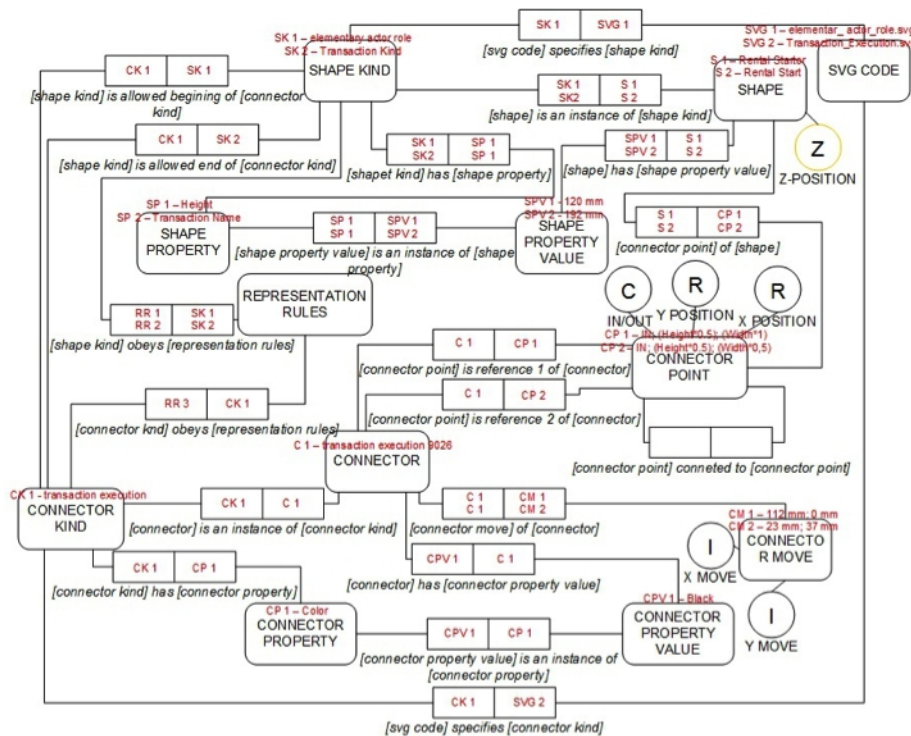 SK 1 – elementary actor role
SK 2 – Transaction Kind
SHAPE KIND
SK 1 SVG 1
[svg code] specifies [shape kind]
SVG 1 – elementar_ actor_role.svg
SVG 2 – Transaction_Execution.svg
SVG CODE
S 1 – Rental Startor
S 2 – Rental Start
SHAPE
CK 1 SK 1
[shape kind] is allowed begining of [connector
kind]
SK 1 S 1
SK2 S 2
[shape] is an instance of [shape kind]
CK 1 SK 2
[shape kind] is allowed end of [connector kind]
SK 1 SP 1
SK2 SP 1
[shapet kind] has [shape property]
SPV 1 S 1
SPV 2 S 2
[shape] has [shape property value]
Z
Z-POSITION
SP 1 – Height
SP 2 – Transaction Name
SHAPE
PROPERTY
SP 1 SPV 1
SP 1 SPV 2
[shape property value] is an instance of [shape
property]
SPV 1 - 120 mm
SPV 2 - 192 mm
SHAPE
PROPERTY
VALUE
S 1 CP 1
S 2 CP 2
[connector point] of [shape]
REPRESENTATION
RULES
C
IN/OUT
R
Y POSITION
R
X POSITION
RR 1 SK 1
RR 2 SK 2
[shape kind] obeys [representation rules]
C 1 CP 1
[connector point] is reference 1 of [connector]
CP 1 – IN; (Height*0.5); (Width*1)
CP 2 – IN; (Height*0.5); (Width*0,5)
CONNECTOR
POINT
RR 3 CK 1
[connector knd] obeys [representation rules]
C 1 CP 2
[connector point] is reference 2 of [connector]
C 1 – transaction execution 9026
CONNECTOR
[connector point] conneted to [connector point]
CK 1 - transaction execution
CONNECTOR
KIND
CK 1 C 1
[connector] is an instance of [connector kind]
C 1 CM 1
C 1 CM 2
[connector move] of [connector]
CM 1 – 112 mm; 0 mm
CM 2 – 23 mm; 37 mm
CONNECTO
R MOVE
I
X MOVE
I
Y MOVE
CK 1 CP 1
[connector kind] has [connector property]
CPV 1 C 1
[connector] has [connector property value]
CP 1 – Color
CONNECTOR
PROPERTY
CPV 1 CP 1
[connector property value] is an instance of
[connector property]
CPV 1 – Black
CONNECTOR
PROPERTY
VALUE
CK 1 SVG 2
[svg code] specifies [connector kind]